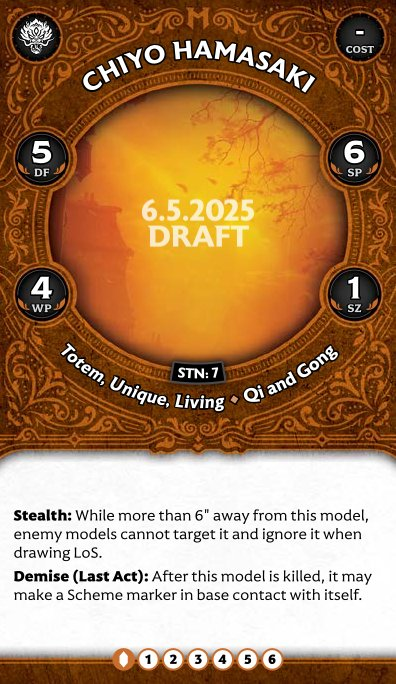 -
COST
CHIYO HAMASAKI
5
DF
6
SP
6.5.2025
DRAFT
4
WP
1
SZ
STN: 7
Totem, Unique, Living • Qi and Gong
Stealth: While more than 6" away from this model,
enemy models cannot target it and ignore it when
drawing LoS.
Demise (Last Act): After this model is killed, it may
make a Scheme marker in base contact with itself.
1 2 3 4 5 6